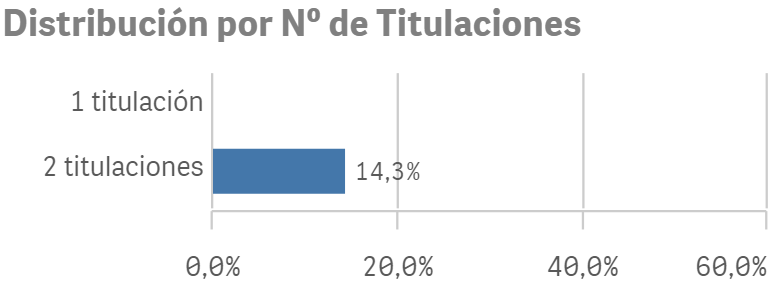 Distribución por Nº de Titulaciones
1 titulación
2 titulaciones
14,3%
0,0%
20,0%
40,0%
60,0%